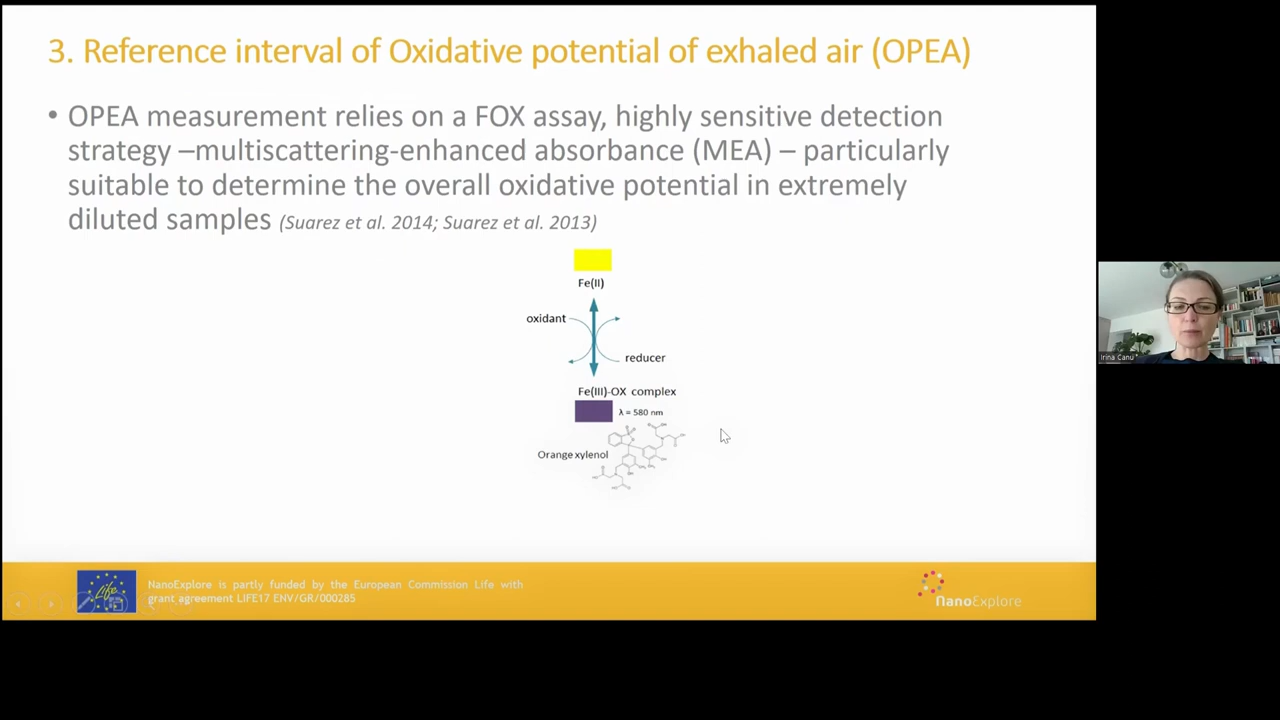 3. Reference interval of Oxidative potential of exhaled air (OPEA)
• OPEA measurement relies on a FOX assay, highly sensitive detection
strategy –multiscattering-enhanced absorbance (MEA) – particularly
suitable to determine the overall oxidative potential in extremely
diluted samples (Suarez et al. 2014; Suarez et al. 2013)
Fe(II)
oxidant
reducer
Fe(III)-OX complex
λ = 580 nm
Orange xylenol
Irina Canu
Life
NanoExplore is partly funded by the European Commission Life with
grant agreement LIFE17 ENV/GR/000285
NanoExplore